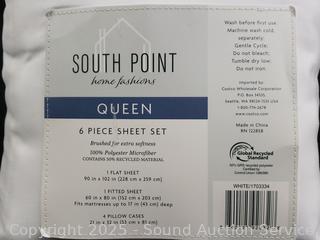 SOUTH POINT
home fashions
QUEEN
6 PIECE SHEET SET
Brushed for extra softness
100% Polyester Microfiber
CONTAINS 50% RECYCLED MATERIAL
1 FLAT SHEET
90 in x 102 in (228 cm x 259 cm)
1 FITTED SHEET
60 in x 80 in (152 cm x 203 cm)
Fits mattresses up to 17 in (43 cm) deep
4 PILLOW CASES
21 in x 32 in (53 cm x 81 cm)
Wash before first use.
Machine wash cold,
separately;
Gentle Cycle;
Do not bleach;
Tumble dry low;
Do not iron.
Imported by:
Costco Wholesale Corporation
P.O. Box 34535,
Seattle, WA 98124-1535 USA
1-800-774-2678
www.costco.com
Made in China
RN 122858
Global Recycled
Standard
WHITE/1703334
Copyright 2025 - Southeast Auctions